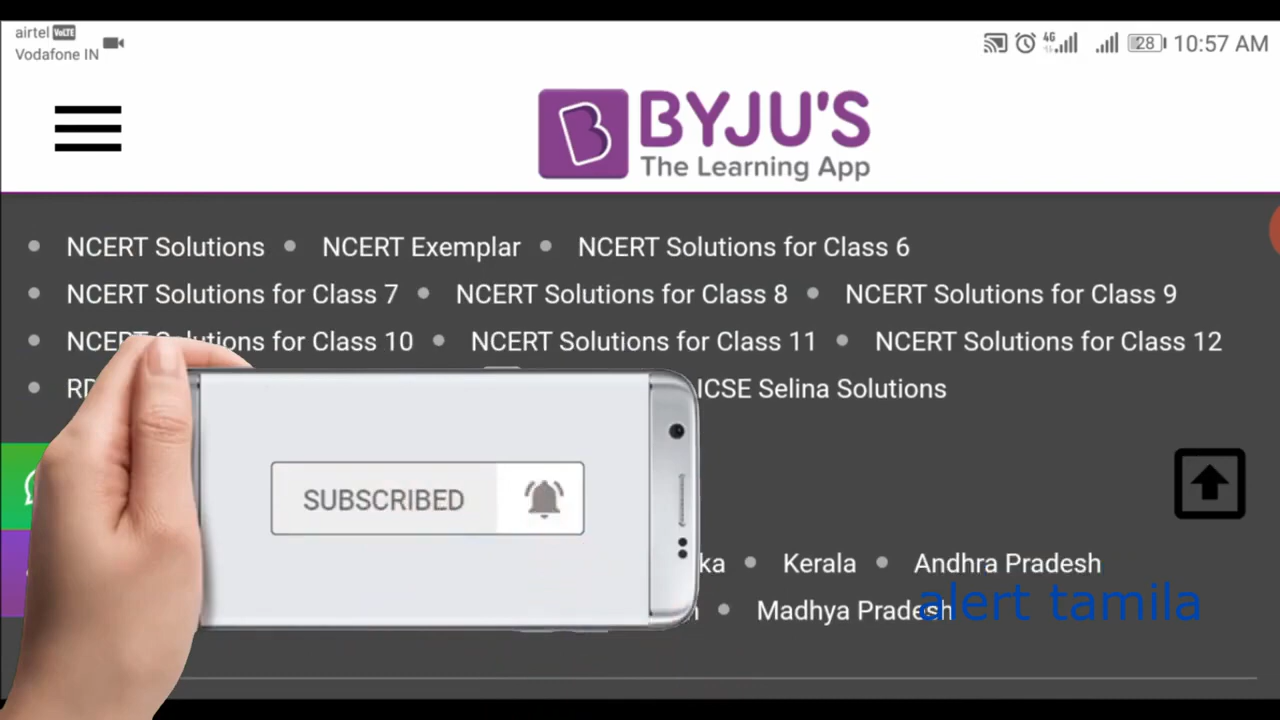 airtel VoLTE
Vodafone IN
4G 28 10:57 AM
BYJU'S
The Learning App
NCERT Solutions • NCERT Exemplar • NCERT Solutions for Class 6
NCERT Solutions for Class 7 • NCERT Solutions for Class 8 • NCERT Solutions for Class 9
NCERT Solutions for Class 10 • NCERT Solutions for Class 11 • NCERT Solutions for Class 12
ICSE Selina Solutions
SUBSCRIBED
Kerala • Andhra Pradesh
Madhya Pradesh
alert tamila